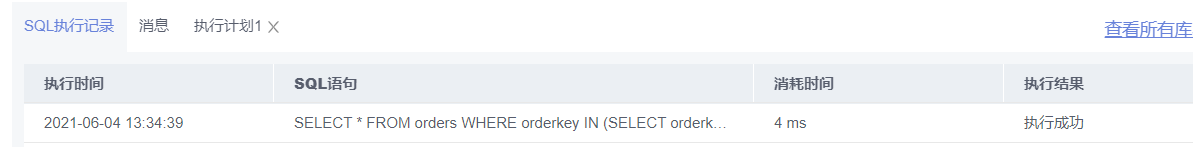 SQL执行记录 消息 执行计划1 查看所有库
执行时间 SQL语句 消耗时间 执行结果
2021-06-04 13:34:39 SELECT * FROM orders WHERE orderkey IN (SELECT orderk... 4 ms 执行成功